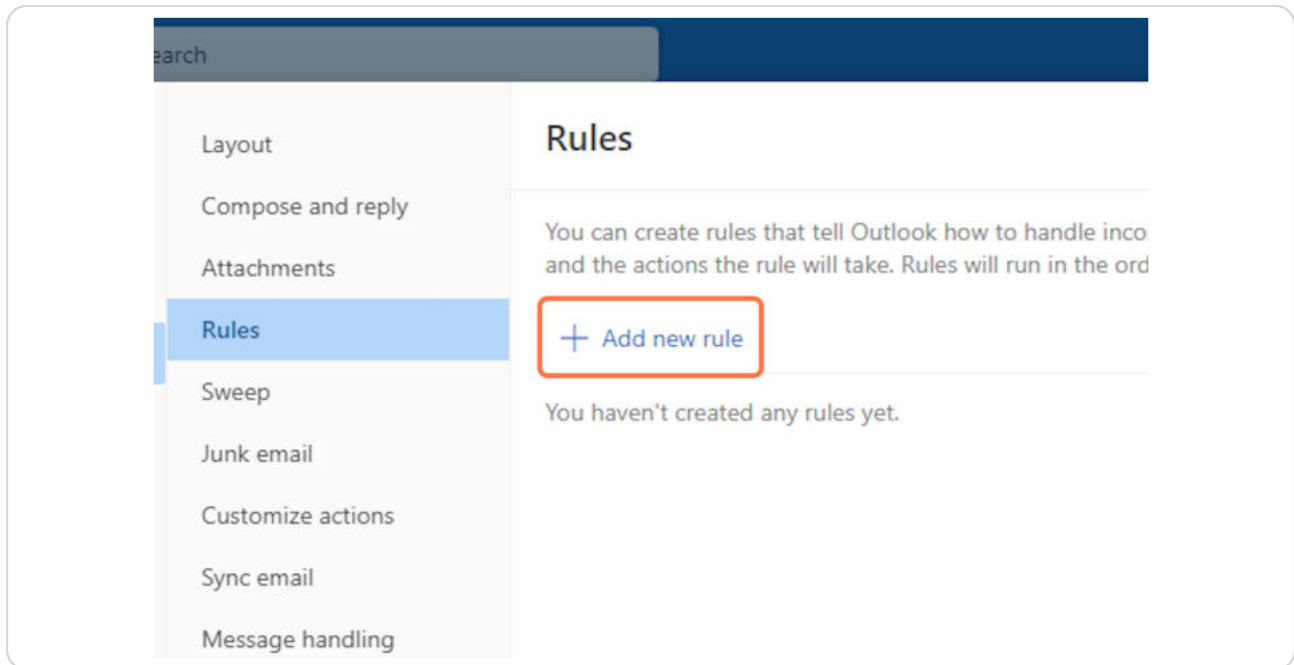 earch
Layout
Compose and reply
Attachments
Rules
Sweep
Junk email
Customize actions
Sync email
Message handling
Rules
You can create rules that tell Outlook how to handle inco
and the actions the rule will take. Rules will run in the ord
Add new rule
You haven't created any rules yet.